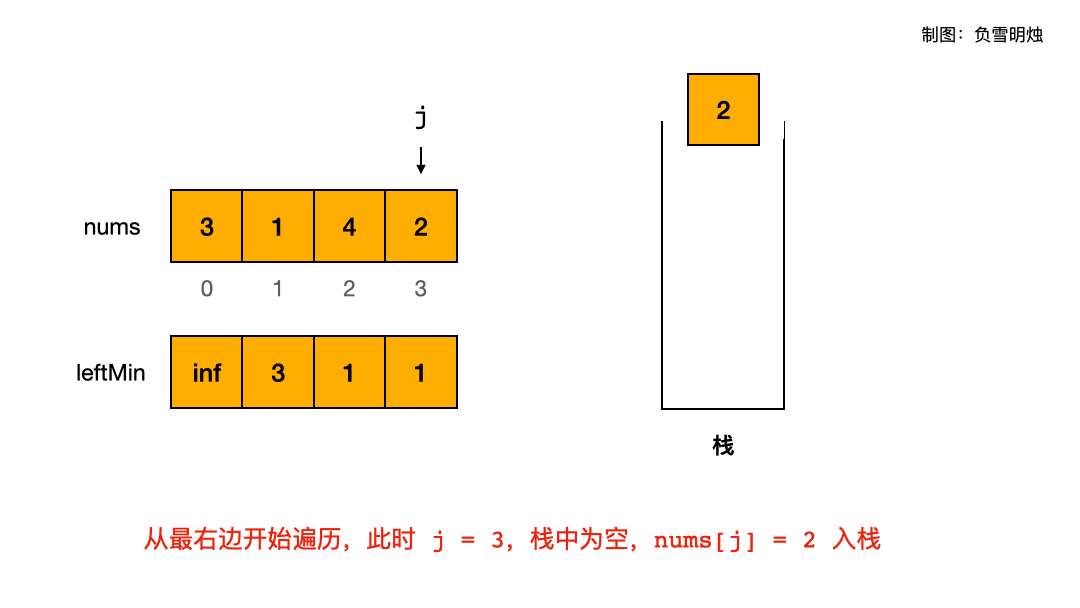 制图：负雪明烛
2
j
nums 3 1 4 2
0 1 2 3
leftMin inf 3 1 1
栈
从最右边开始遍历，此时 j = 3，栈中为空，nums[j] = 2 入栈